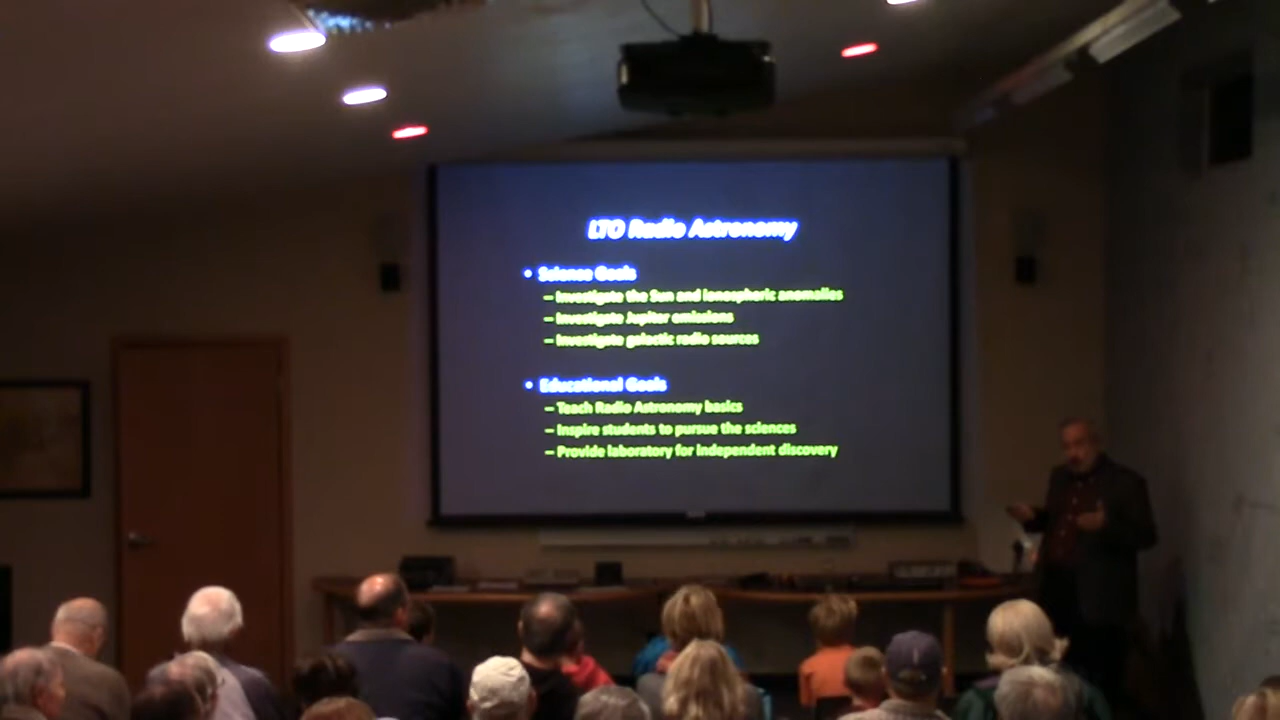 LTO Radio Astronomy
• Science Goals
– Investigate the Sun and ionospheric anomalies
– Investigate Jupiter emissions
– Investigate galactic radio sources
• Educational Goals
– Teach Radio Astronomy basics
– Inspire students to pursue the sciences
– Provide laboratory for independent discovery